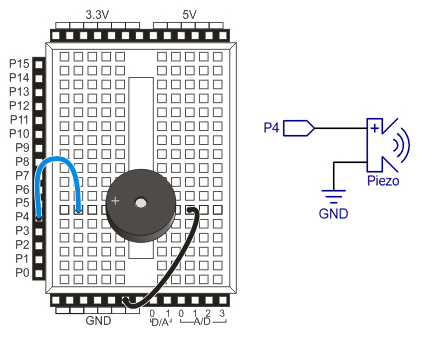 3.3V 5V
P15
P14
P13
P12
P11
P10
P9
P8
P7
P6
P5
P4
P3
P2
P1
P0
+
GND
0 1 0 1 2 3
D/A A/D
P4
+
Piezo
GND